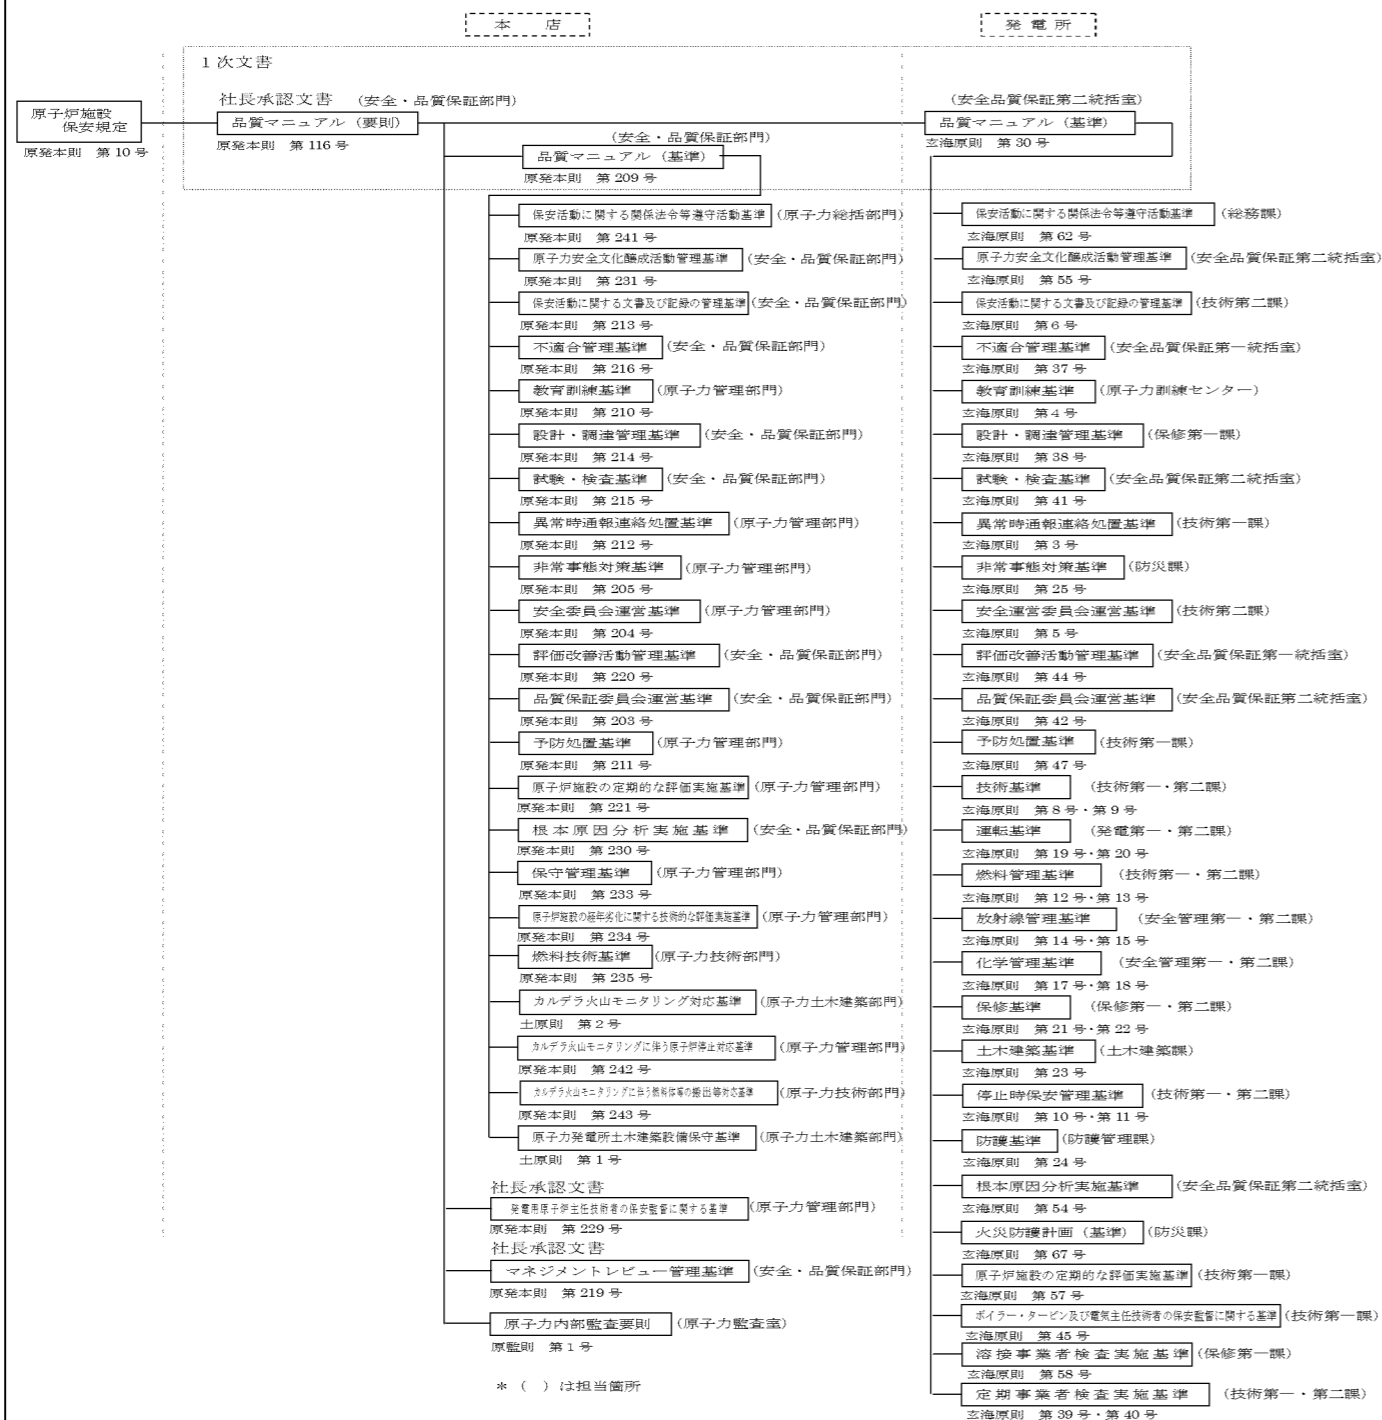 本　店
発 電 所
1 次文書
社長承認文書 (安全・品質保証部門)
(安全品質保証第二統括室)
原子炉施設
保安規定
品質マニュアル (要則)
品質マニュアル (基準)
原発本則 第 10 号
原発本則 第 116 号
玄海原則 第 30 号
(安全・品質保証部門)
品質マニュアル (基準)
原発本則 第 209 号
保安活動に関する関係法令等遵守活動基準 (原子力総括部門)
原発本則 第 241 号
原子力安全文化醸成活動管理基準 (安全・品質保証部門)
原発本則 第 231 号
保安活動に関する文書及び記録の管理基準 (安全・品質保証部門)
原発本則 第 213 号
不適合管理基準 (安全・品質保証部門)
原発本則 第 216 号
教育訓練基準 (原子力管理部門)
原発本則 第 210 号
設計・調達管理基準 (安全・品質保証部門)
原発本則 第 214 号
試験・検査基準 (安全・品質保証部門)
原発本則 第 215 号
異常時通報連絡処置基準 (原子力管理部門)
原発本則 第 212 号
非常事態対策基準 (原子力管理部門)
原発本則 第 205 号
安全委員会運営基準 (原子力管理部門)
原発本則 第 204 号
評価改善活動管理基準 (安全・品質保証部門)
原発本則 第 220 号
品質保証委員会運営基準 (安全・品質保証部門)
原発本則 第 203 号
予防処置基準 (原子力管理部門)
原発本則 第 211 号
原子炉施設の定期的な評価実施基準 (原子力管理部門)
原発本則 第 221 号
根本原因分析実施基準 (安全・品質保証部門)
原発本則 第 230 号
保守管理基準 (原子力管理部門)
原発本則 第 233 号
原子炉施設の経年劣化に関する技術的な評価実施基準 (原子力管理部門)
原発本則 第 234 号
燃料技術基準 (原子力技術部門)
原発本則 第 235 号
カルデラ火山モニタリング対応基準 (原子力土木建築部門)
土原則 第 2 号
カルデラ火山モニタリングに伴う原子炉停止対応基準 (原子力管理部門)
原発本則 第 242 号
カルデラ火山モニタリングに伴う燃料体等の搬出等対応基準 (原子力技術部門)
原発本則 第 243 号
原子力発電所土木建築設備保守基準 (原子力土木建築部門)
土原則 第 1 号
社長承認文書
発電用原子炉主任技術者の保安監督に関する基準 (原子力管理部門)
原発本則 第 229 号
社長承認文書
マネジメントレビュー管理基準 (安全・品質保証部門)
原発本則 第 219 号
原子力内部監査要則 (原子力監査室)
原監則 第 1 号
＊ (　) は担当箇所
保安活動に関する関係法令等遵守活動基準 (総務課)
玄海原則 第 62 号
原子力安全文化醸成活動管理基準 (安全品質保証第二統括室)
玄海原則 第 55 号
保安活動に関する文書及び記録の管理基準 (技術第二課)
玄海原則 第 6 号
不適合管理基準 (安全品質保証第一統括室)
玄海原則 第 37 号
教育訓練基準 (原子力訓練センター)
玄海原則 第 4 号
設計・調達管理基準 (保修第一課)
玄海原則 第 38 号
試験・検査基準 (安全品質保証第二統括室)
玄海原則 第 41 号
異常時通報連絡処置基準 (技術第一課)
玄海原則 第 3 号
非常事態対策基準 (防災課)
玄海原則 第 25 号
安全運営委員会運営基準 (技術第二課)
玄海原則 第 5 号
評価改善活動管理基準 (安全品質保証第一統括室)
玄海原則 第 44 号
品質保証委員会運営基準 (安全品質保証第二統括室)
玄海原則 第 42 号
予防処置基準 (技術第一課)
玄海原則 第 47 号
技術基準 (技術第一・第二課)
玄海原則 第 8 号・第 9 号
運転基準 (発電第一・第二課)
玄海原則 第 19 号・第 20 号
燃料管理基準 (技術第一・第二課)
玄海原則 第 12 号・第 13 号
放射線管理基準 (安全管理第一・第二課)
玄海原則 第 14 号・第 15 号
化学管理基準 (安全管理第一・第二課)
玄海原則 第 17 号・第 18 号
保修基準 (保修第一・第二課)
玄海原則 第 21 号・第 22 号
土木建築基準 (土木建築課)
玄海原則 第 23 号
停止時保安管理基準 (技術第一・第二課)
玄海原則 第 10 号・第 11 号
防護基準 (防護管理課)
玄海原則 第 24 号
根本原因分析実施基準 (安全品質保証第二統括室)
玄海原則 第 54 号
火災防護計画 (基準) (防災課)
玄海原則 第 67 号
原子炉施設の定期的な評価実施基準 (技術第一課)
玄海原則 第 57 号
ボイラー・タービン及び電気主任技術者の保安監督に関する基準 (技術第一課)
玄海原則 第 45 号
溶接事業者検査実施基準 (保修第一課)
玄海原則 第 58 号
定期事業者検査実施基準 (技術第一・第二課)
玄海原則 第 39 号・第 40 号